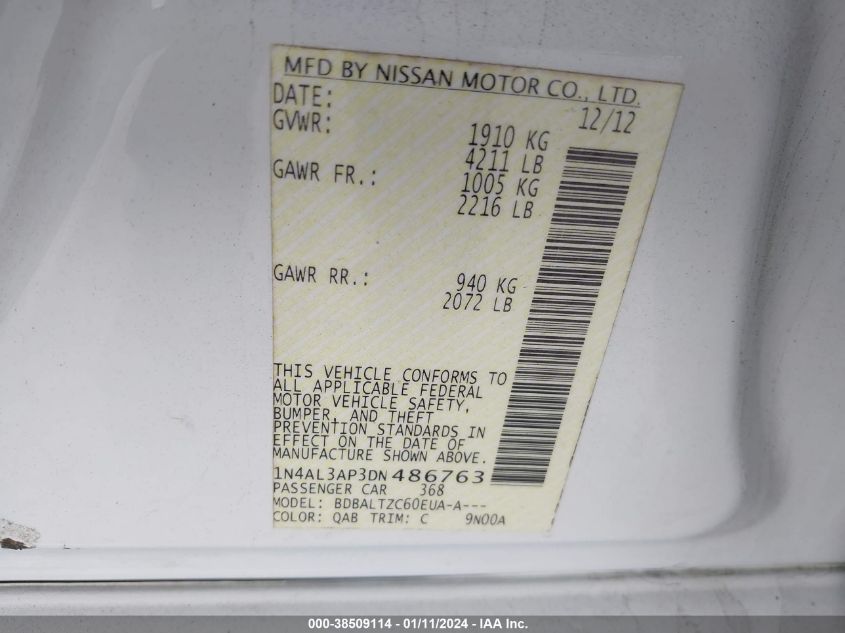 MFD BY NISSAN MOTOR CO., LTD.
DATE: 12/12
GVWR: 1910 KG
4211 LB
GAWR FR.: 1005 KG
2216 LB
GAWR RR.: 940 KG
2072 LB
THIS VEHICLE CONFORMS TO
ALL APPLICABLE FEDERAL
MOTOR VEHICLE SAFETY,
BUMPER, AND THEFT
PREVENTION STANDARDS IN
EFFECT ON THE DATE OF
MANUFACTURE SHOWN ABOVE.
1N4AL3AP3DN486763
PASSENGER CAR 368
MODEL: BDBALTZC60EUA-A---
COLOR: QAB TRIM: C 9N00A
000-38509114 - 01/11/2024 - IAA Inc.